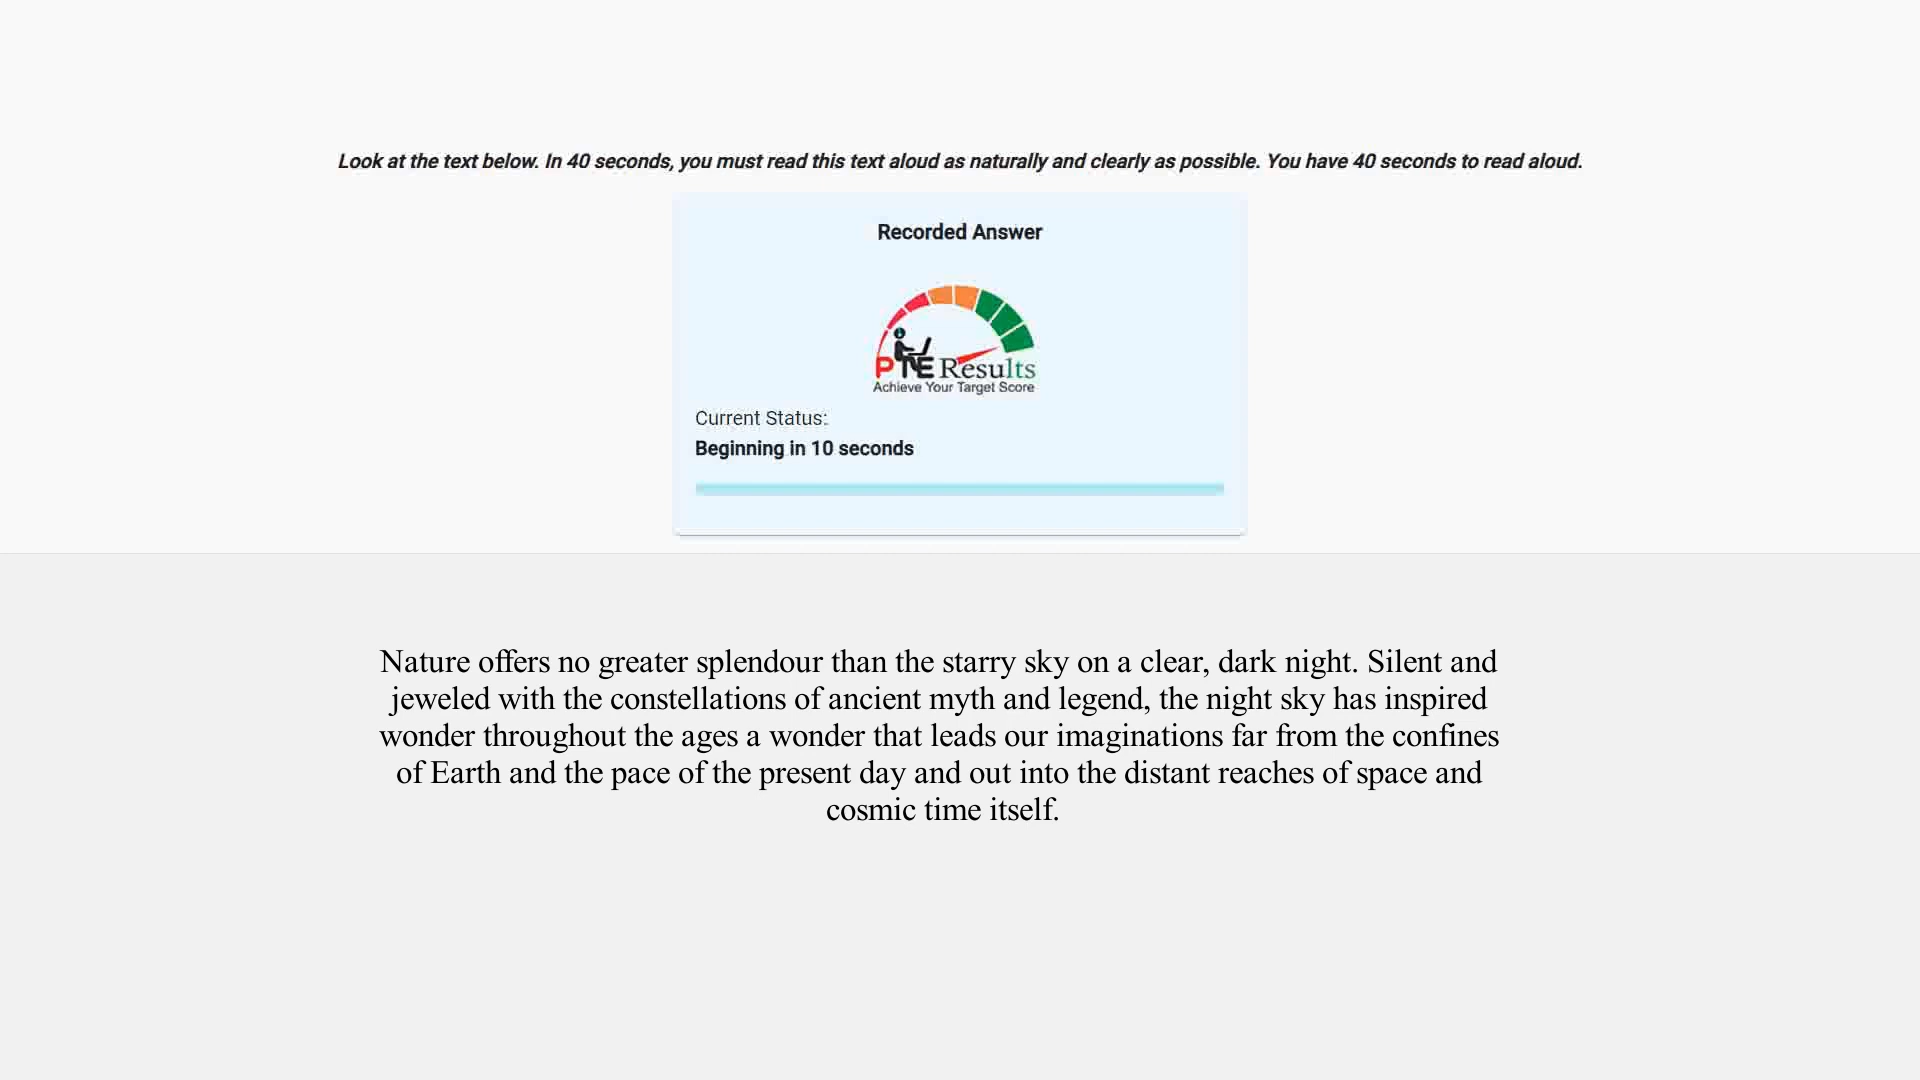 Look at the text below. In 40 seconds, you must read this text aloud as naturally and clearly as possible. You have 40 seconds to read aloud.
Recorded Answer
PTE Results
Achieve Your Target Score
Current Status:
Beginning in 10 seconds
Nature offers no greater splendour than the starry sky on a clear, dark night. Silent and
jeweled with the constellations of ancient myth and legend, the night sky has inspired
wonder throughout the ages a wonder that leads our imaginations far from the confines
of Earth and the pace of the present day and out into the distant reaches of space and
cosmic time itself.